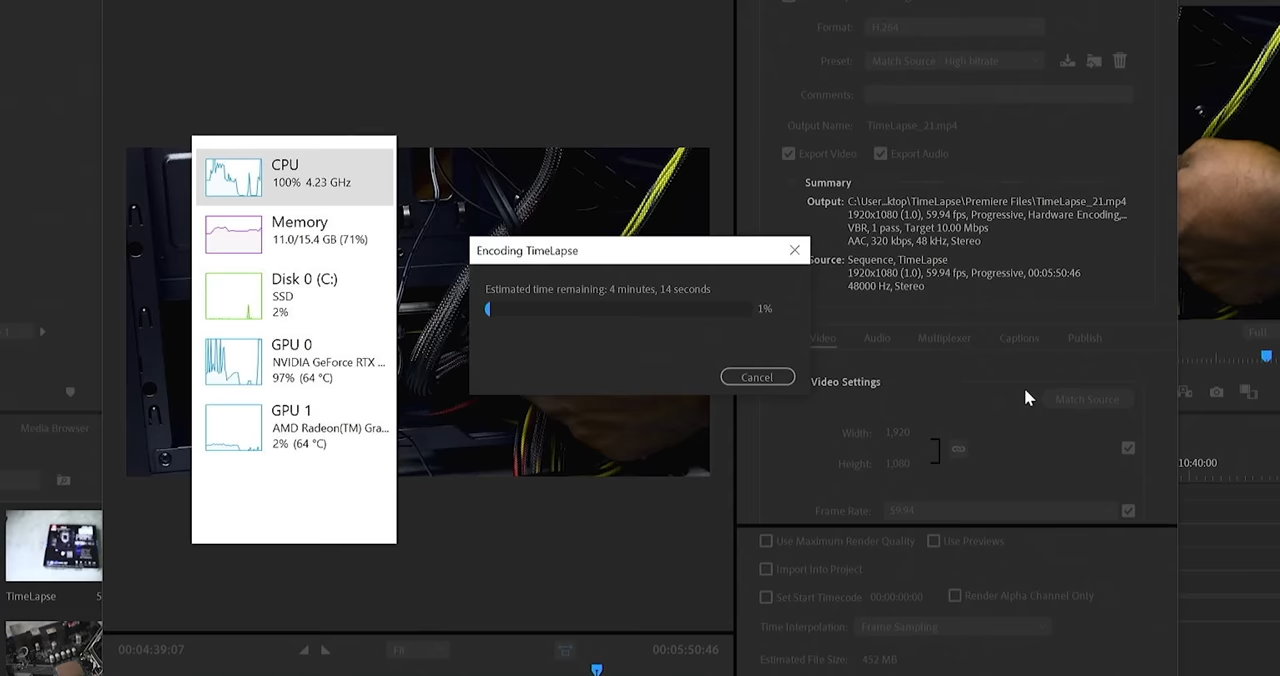 Format: H.264
Preset: Match Source - High bitrate
Comments:
Output Name: TimeLapse_21.mp4
Export Video Export Audio
Summary
Output: C:\User...ktop\TimeLapse\Premiere Files\TimeLapse_21.mp4
1920x1080 (1.0), 59.94 fps, Progressive, Hardware Encoding,...
VBR, 1 pass, Target 10.00 Mbps
AAC, 320 kbps, 48 kHz, Stereo
Source: Sequence, TimeLapse
1920x1080 (1.0), 59.94 fps, Progressive, 00:05:50:46
48000 Hz, Stereo
CPU
100% 4.23 GHz
Memory
11.0/15.4 GB (71%)
Disk 0 (C:)
SSD
2%
GPU 0
NVIDIA GeForce RTX ...
97% (64 °C)
GPU 1
AMD Radeon(TM) Gra...
2% (64 °C)
Encoding TimeLapse
Estimated time remaining: 4 minutes, 14 seconds
1%
Cancel
Video Audio Multiplexer Captions Publish
Video Settings
Match Source
Width: 1,920
Height: 1,080
Frame Rate: 59.94
Use Maximum Render Quality Use Previews
Import Into Project
Set Start Timecode 00:00:00:00 Render Alpha Channel Only
Time Interpolation: Frame Sampling
Estimated File Size: 452 MB
Full
10:40:00
Media Browser
TimeLapse 5
00:04:39:07 Fit 00:05:50:46